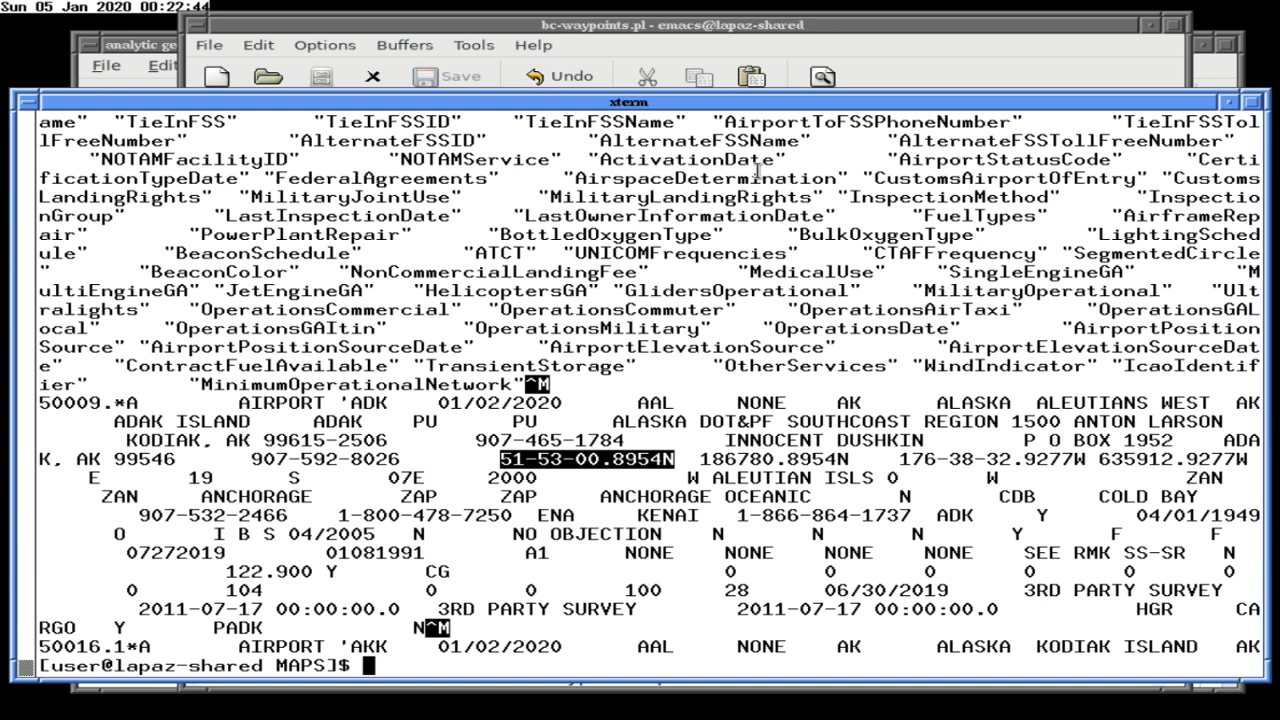 Sun 05 Jan 2020 00:22:44
bc-waypoints.pl - emacs@lapaz-shared
analytic ge
File Edit Options Buffers Tools Help
File Edit
Save Undo
xterm
ame" "TieInFSS" "TieInFSSID" "TieInFSSName" "AirportToFSSPhoneNumber" "TieInFSSTol
lFreeNumber" "AlternateFSSID" "AlternateFSSName" "AlternateFSSTollFreeNumber"
"NOTAMFacilityID" "NOTAMService" "ActivationDate" "AirportStatusCode" "Certi
ficationTypeDate" "FederalAgreements" "AirspaceDetermination" "CustomsAirportOfEntry" "Customs
LandingRights" "MilitaryJointUse" "MilitaryLandingRights" "InspectionMethod" "Inspectio
nGroup" "LastInspectionDate" "LastOwnerInformationDate" "FuelTypes" "AirframeRep
air" "PowerPlantRepair" "BottledOxygenType" "BulkOxygenType" "LightingSched
ule" "BeaconSchedule" "ATCT" "UNICOMFrequencies" "CTAFFrequency" "SegmentedCircle
" "BeaconColor" "NonCommercialLandingFee" "MedicalUse" "SingleEngineGA" "M
ultiEngineGA" "JetEngineGA" "HelicoptersGA" "GlidersOperational" "MilitaryOperational" "Ult
ralights" "OperationsCommercial" "OperationsCommuter" "OperationsAirTaxi" "OperationsGAL
ocal" "OperationsGAItin" "OperationsMilitary" "OperationsDate" "AirportPosition
Source" "AirportPositionSourceDate" "AirportElevationSource" "AirportElevationSourceDat
e" "ContractFuelAvailable" "TransientStorage" "OtherServices" "WindIndicator" "IcaoIdentif
ier" "MinimumOperationalNetwork"^M
50009.*A AIRPORT 'ADK 01/02/2020 AAL NONE AK ALASKA ALEUTIANS WEST AK
ADAK ISLAND ADAK PU PU ALASKA DOT&PF SOUTHCOAST REGION 1500 ANTON LARSON
KODIAK, AK 99615-2506 907-465-1784 INNOCENT DUSHKIN P O BOX 1952 ADA
K, AK 99546 907-592-8026 51-53-00.8954N 186780.8954N 176-38-32.9277W 635912.9277W
E 19 S 07E 2000 W ALEUTIAN ISLS 0 W ZAN
ZAN ANCHORAGE ZAP ZAP ANCHORAGE OCEANIC N CDB COLD BAY
907-532-2466 1-800-478-7250 ENA KENAI 1-866-864-1737 ADK Y 04/01/1949
O I B S 04/2005 N NO OBJECTION N N N Y F F
07272019 01081991 A1 NONE NONE NONE NONE SEE RMK SS-SR N
122.900 Y CG 0 0 0 0 0 0
0 104 0 0 100 28 06/30/2019 3RD PARTY SURVEY
2011-07-17 00:00:00.0 3RD PARTY SURVEY 2011-07-17 00:00:00.0 HGR CA
RGO Y PADK N^M
50016.1*A AIRPORT 'AKK 01/02/2020 AAL NONE AK ALASKA KODIAK ISLAND AK
[user@lapaz-shared MAPS]$